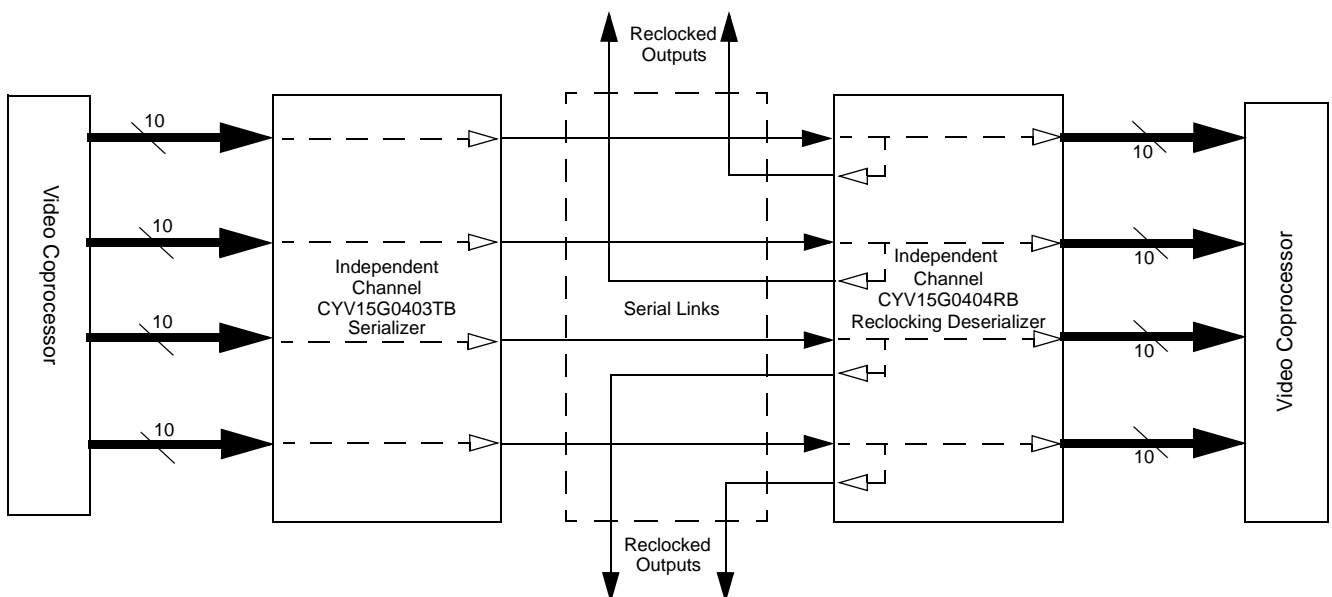 Reclocked
Outputs
10
10
10
10
Video Coprocessor
Independent
Channel
CYV15G0403TB
Serializer
Serial Links
Independent
Channel
CYV15G0404RB
Reclocking Deserializer
10
10
10
10
Video Coprocessor
Reclocked
Outputs